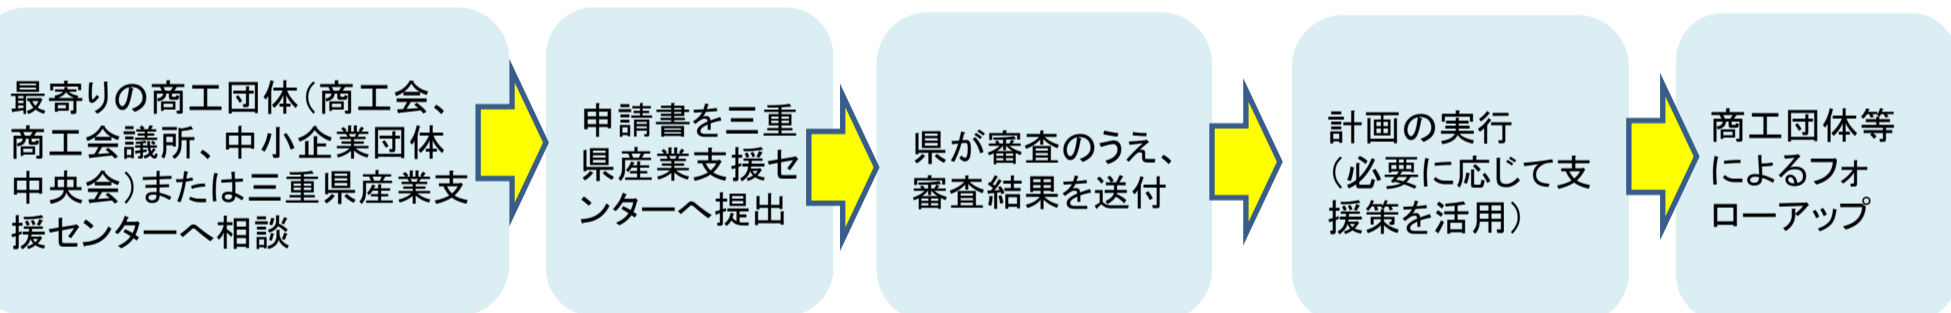 最寄りの商工団体（商工会、
商工会議所、中小企業団体
中央会）または三重県産業支
援センターへ相談
申請書を三重
県産業支援セ
ンターへ提出
県が審査のうえ、
審査結果を送付
計画の実行
（必要に応じて支
援策を活用）
商工団体等
によるフォ
ローアップ